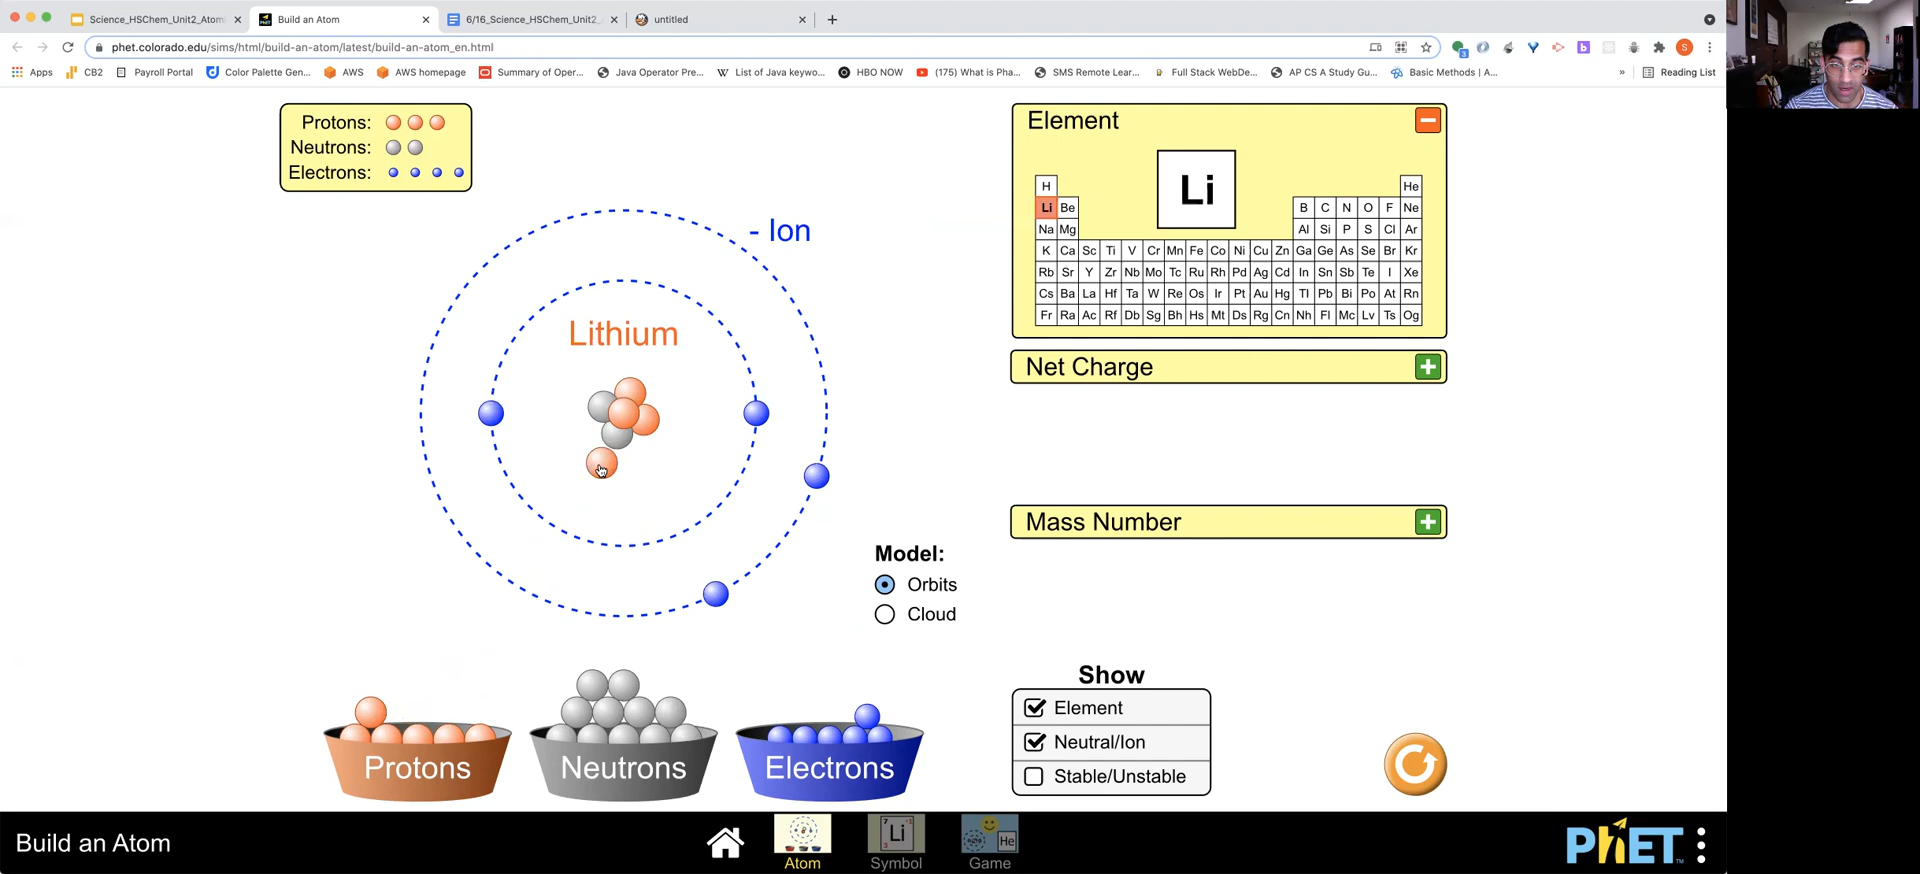 Science_HSChem_Unit2_Atomi
Build an Atom
6/16_Science_HSChem_Unit2_
untitled
phet.colorado.edu/sims/html/build-an-atom/latest/build-an-atom_en.html
Apps
CB2
Payroll Portal
Color Palette Gen...
AWS
AWS homepage
Summary of Oper...
Java Operator Pre...
List of Java keywo...
HBO NOW
(175) What is Pha...
SMS Remote Lear...
Full Stack WebDe...
AP CS A Study Gu...
Basic Methods | A...
»
Reading List
Protons:
Neutrons:
Electrons:
- Ion
Lithium
Element
Li
H He
Li Be B C N O F Ne
Na Mg Al Si P S Cl Ar
K Ca Sc Ti V Cr Mn Fe Co Ni Cu Zn Ga Ge As Se Br Kr
Rb Sr Y Zr Nb Mo Tc Ru Rh Pd Ag Cd In Sn Sb Te I Xe
Cs Ba La Hf Ta W Re Os Ir Pt Au Hg Tl Pb Bi Po At Rn
Fr Ra Ac Rf Db Sg Bh Hs Mt Ds Rg Cn Nh Fl Mc Lv Ts Og
Net Charge
Mass Number
Model:
Orbits
Cloud
Protons
Neutrons
Electrons
Show
Element
Neutral/Ion
Stable/Unstable
Build an Atom
Atom
Li
Symbol
He
Game
PhET